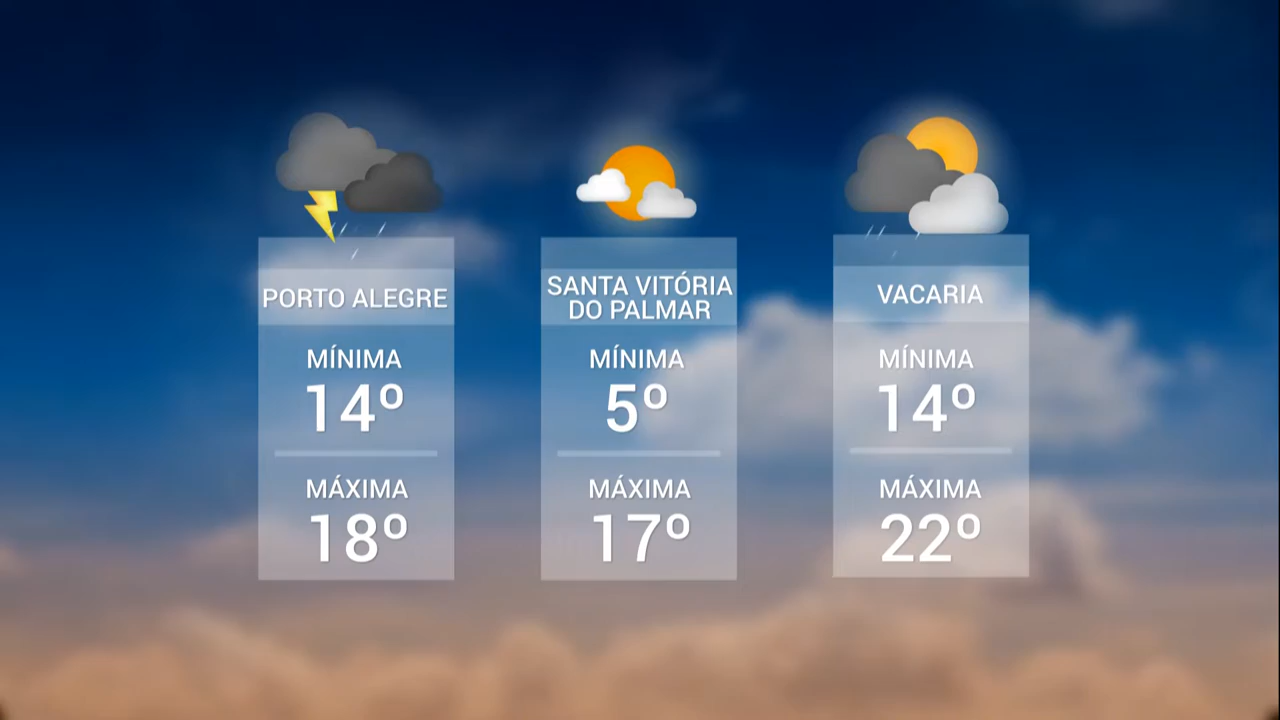 PORTO ALEGRE
MÍNIMA
14º
MÁXIMA
18º
SANTA VITÓRIA
DO PALMAR
MÍNIMA
5º
MÁXIMA
17º
VACARIA
MÍNIMA
14º
MÁXIMA
22º